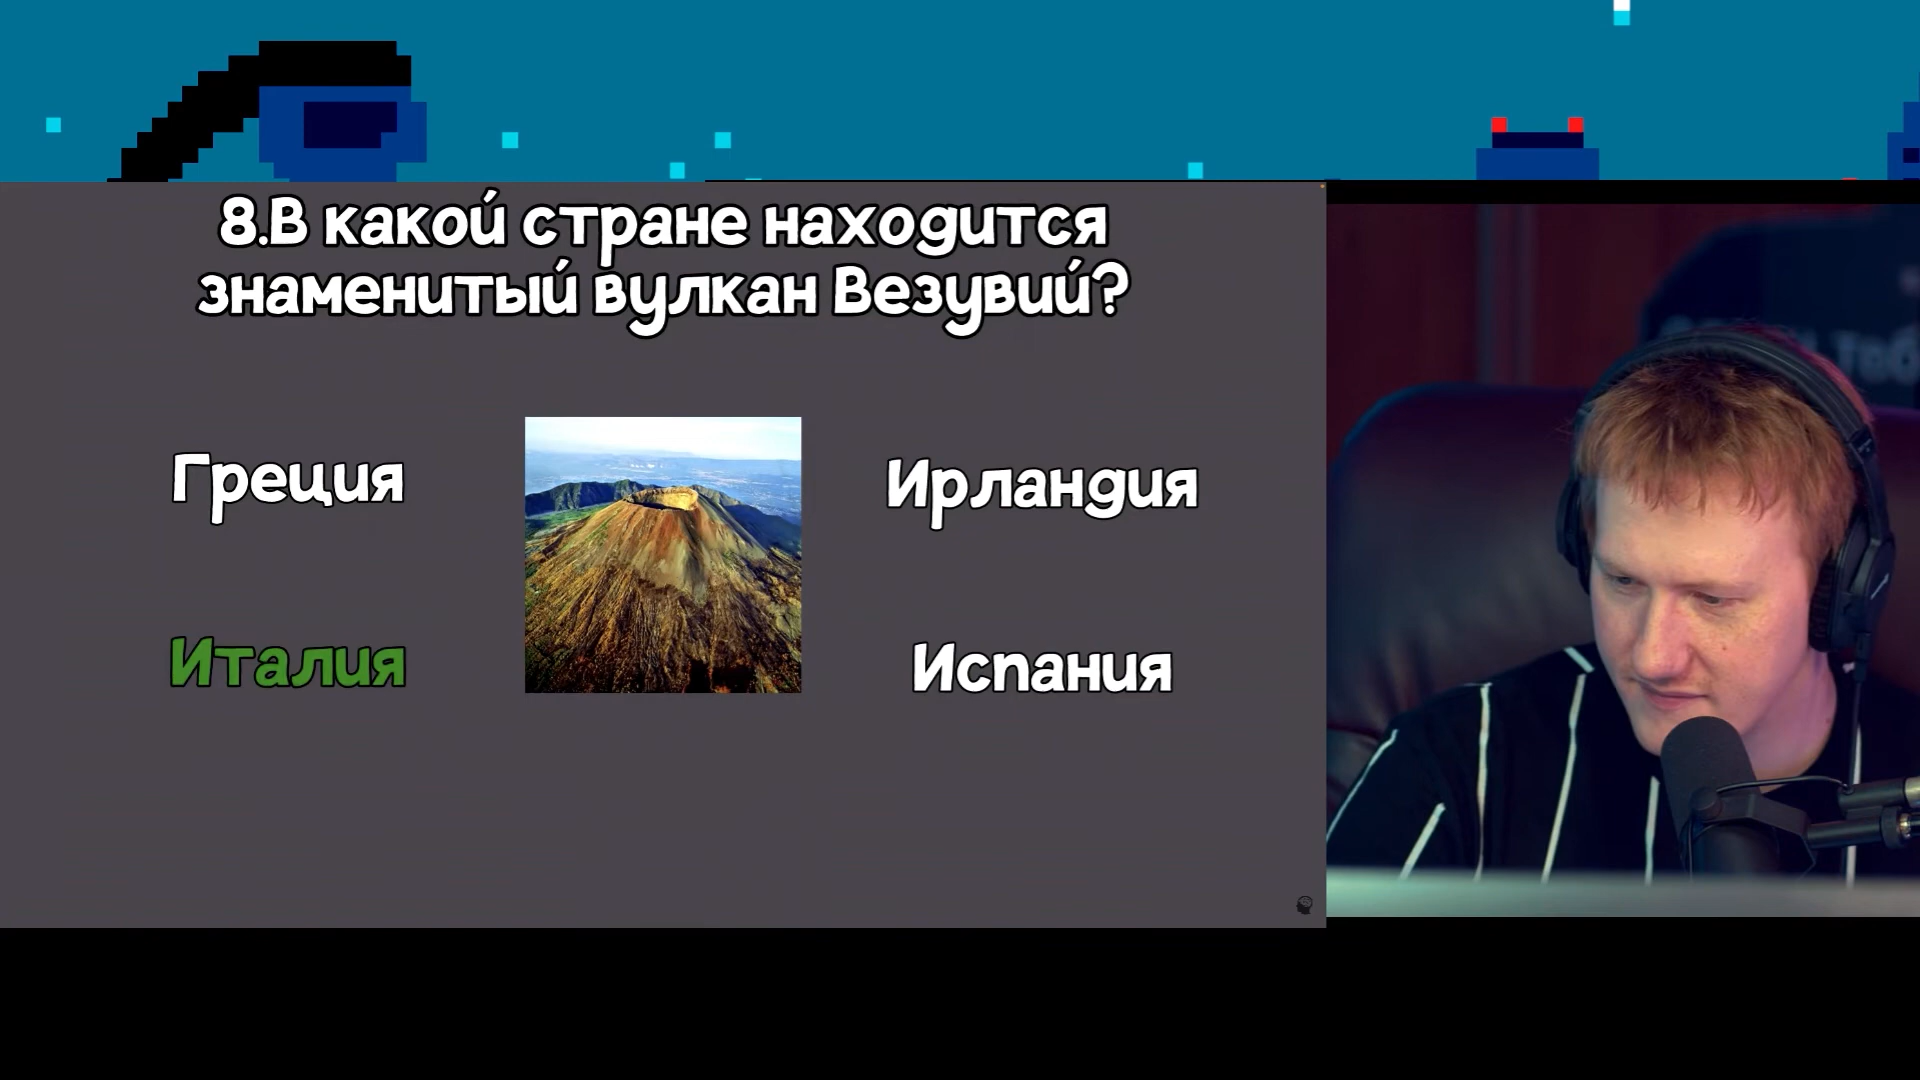 8.В какой стране находится
знаменитый вулкан Везувий?
Греция
Ирландия
Италия
Испания